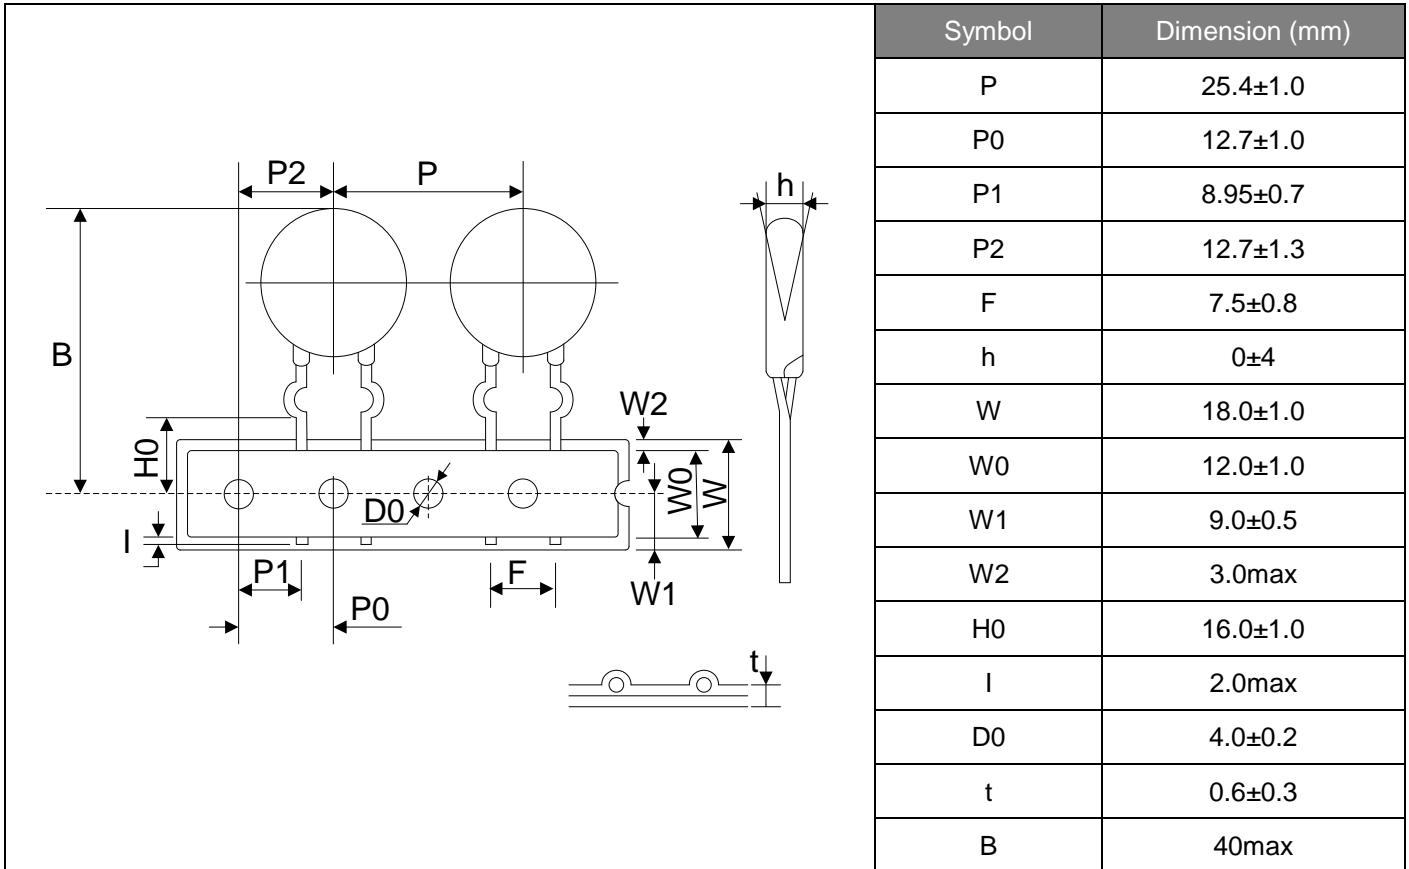 P2 P h
B
W2
H0
W0
W
D0
I
P1 F W1
P0
t
Symbol Dimension (mm)
P 25.4±1.0
P0 12.7±1.0
P1 8.95±0.7
P2 12.7±1.3
F 7.5±0.8
h 0±4
W 18.0±1.0
W0 12.0±1.0
W1 9.0±0.5
W2 3.0max
H0 16.0±1.0
I 2.0max
D0 4.0±0.2
t 0.6±0.3
B 40max